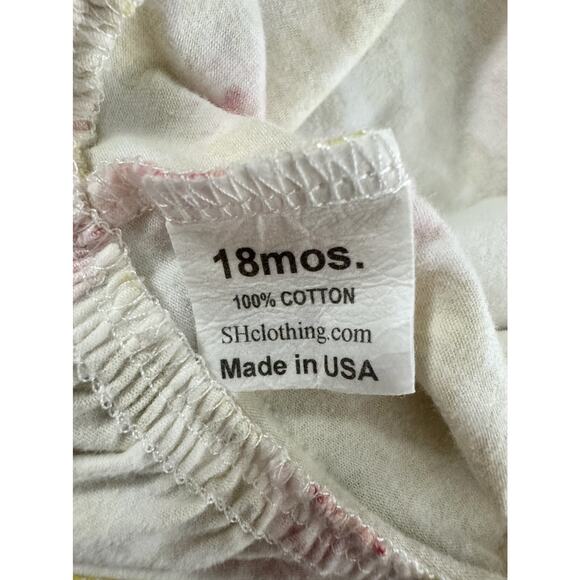 18mos.
100% COTTON
SHclothing.com
Made in USA